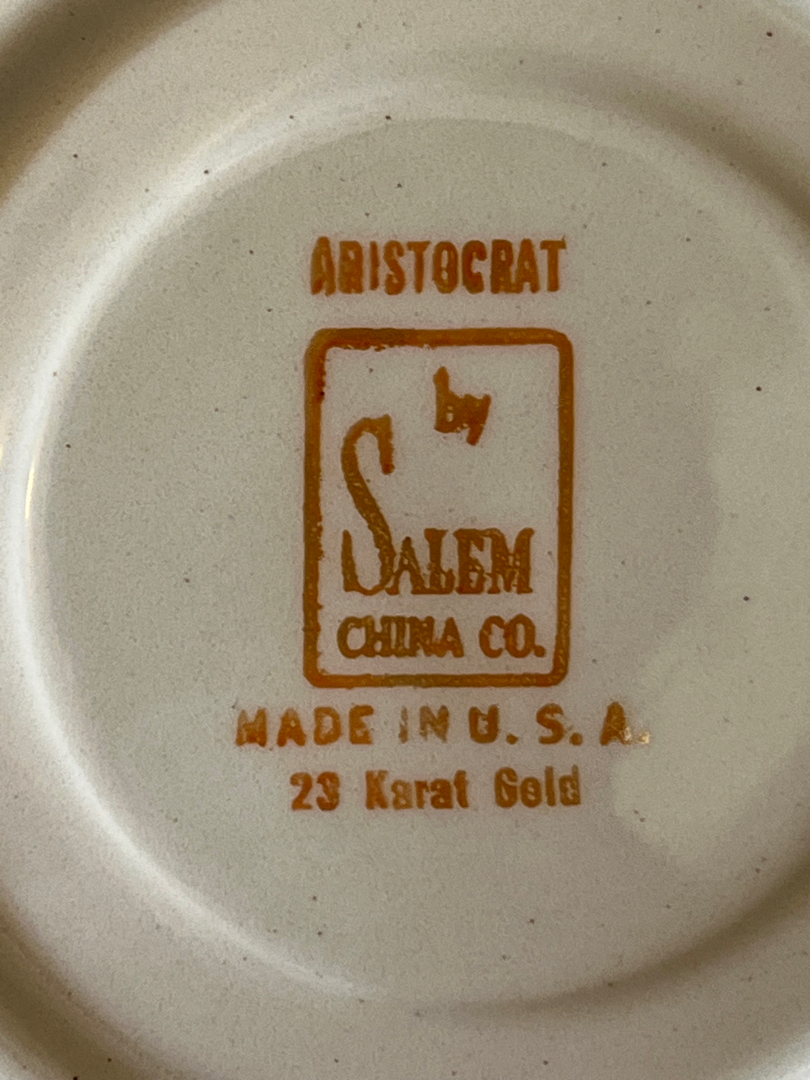 ARISTOCRAT
by
SALEM
CHINA CO.
MADE IN U. S. A.
23 Karat Gold